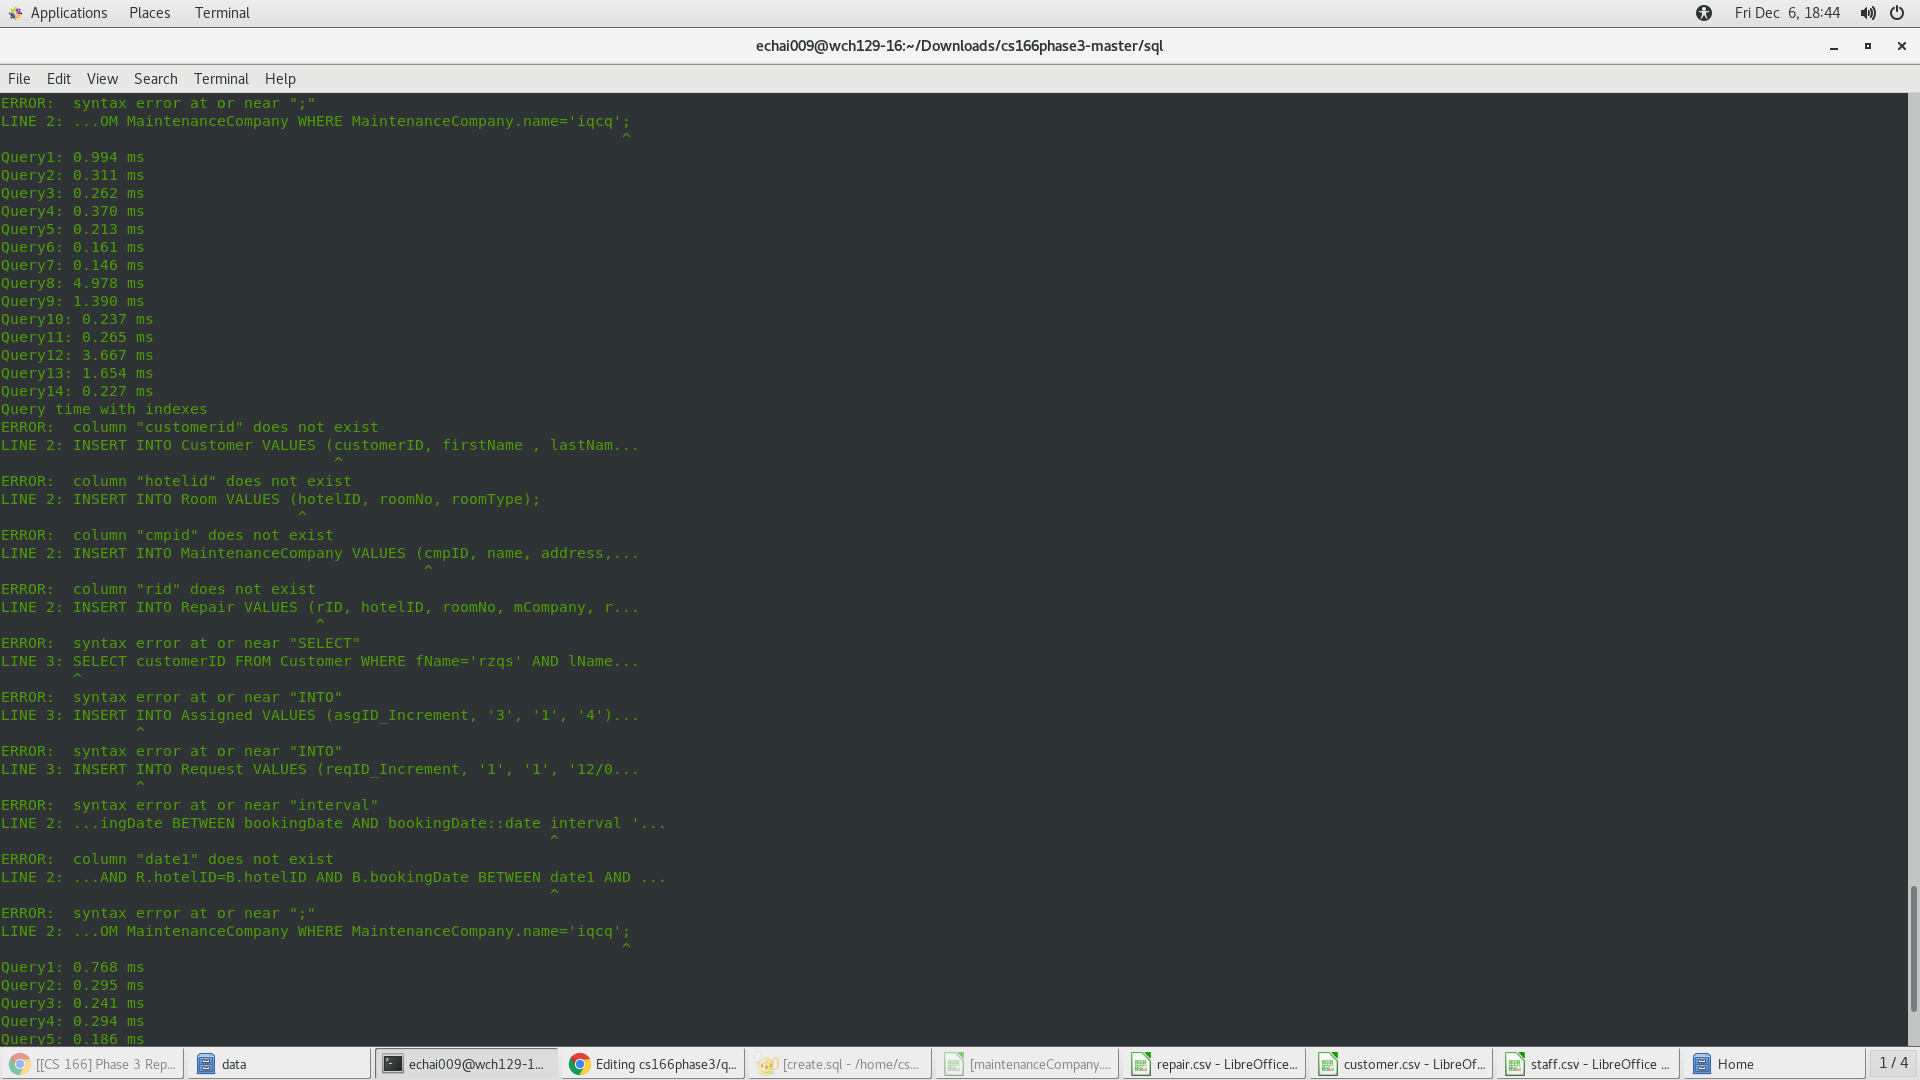 Applications Places Terminal Fri Dec 6, 18:44
echai009@wch129-16:~/Downloads/cs166phase3-master/sql
File Edit View Search Terminal Help
ERROR:  syntax error at or near ";"
LINE 2: ...OM MaintenanceCompany WHERE MaintenanceCompany.name='iqcq';
^
Query1: 0.994 ms
Query2: 0.311 ms
Query3: 0.262 ms
Query4: 0.370 ms
Query5: 0.213 ms
Query6: 0.161 ms
Query7: 0.146 ms
Query8: 4.978 ms
Query9: 1.390 ms
Query10: 0.237 ms
Query11: 0.265 ms
Query12: 3.667 ms
Query13: 1.654 ms
Query14: 0.227 ms
Query time with indexes
ERROR:  column "customerid" does not exist
LINE 2: INSERT INTO Customer VALUES (customerID, firstName , lastNam...
^
ERROR:  column "hotelid" does not exist
LINE 2: INSERT INTO Room VALUES (hotelID, roomNo, roomType);
^
ERROR:  column "cmpid" does not exist
LINE 2: INSERT INTO MaintenanceCompany VALUES (cmpID, name, address,...
^
ERROR:  column "rid" does not exist
LINE 2: INSERT INTO Repair VALUES (rID, hotelID, roomNo, mCompany, r...
^
ERROR:  syntax error at or near "SELECT"
LINE 3: SELECT customerID FROM Customer WHERE fName='rzqs' AND lName...
^
ERROR:  syntax error at or near "INTO"
LINE 3: INSERT INTO Assigned VALUES (asgID_Increment, '3', '1', '4')...
^
ERROR:  syntax error at or near "INTO"
LINE 3: INSERT INTO Request VALUES (reqID_Increment, '1', '1', '12/0...
^
ERROR:  syntax error at or near "interval"
LINE 2: ...ingDate BETWEEN bookingDate AND bookingDate::date interval '...
^
ERROR:  column "date1" does not exist
LINE 2: ...AND R.hotelID=B.hotelID AND B.bookingDate BETWEEN date1 AND ...
^
ERROR:  syntax error at or near ";"
LINE 2: ...OM MaintenanceCompany WHERE MaintenanceCompany.name='iqcq';
^
Query1: 0.768 ms
Query2: 0.295 ms
Query3: 0.241 ms
Query4: 0.294 ms
Query5: 0.186 ms
[[CS 166] Phase 3 Rep... data echai009@wch129-1... Editing cs166phase3/q... [create.sql - /home/cs... [maintenanceCompany.... repair.csv - LibreOffice... customer.csv - LibreOf... staff.csv - LibreOffice ... Home 1 / 4